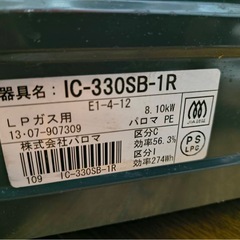 器具名：IC-330SB-1R
E1-4-12 8.10kW
LPガス用 パロマ PE
13･07-907309 区分C
株式会社パロマ 効率56.3%
区分I
効率274Wh
109 IC-330SB-1R
PS
LPG